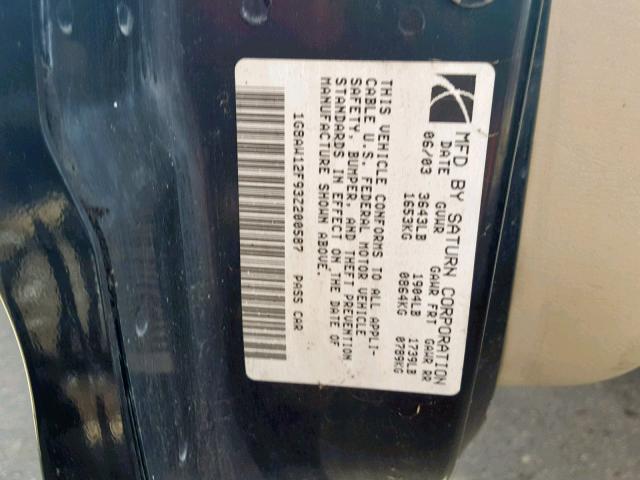 MFD BY SATURN CORPORATION
DATE GVWR GAWR FRT GAWR RR
06/03 3643LB 1904LB 1739LB
1653KG 0864KG 0789KG
THIS VEHICLE CONFORMS TO ALL APPLI-
CABLE U.S. FEDERAL MOTOR VEHICLE
SAFETY, BUMPER, AND THEFT PREVENTION
STANDARDS IN EFFECT ON THE DATE OF
MANUFACTURE SHOWN ABOVE.
1G8AW12F93Z200587 PASS CAR